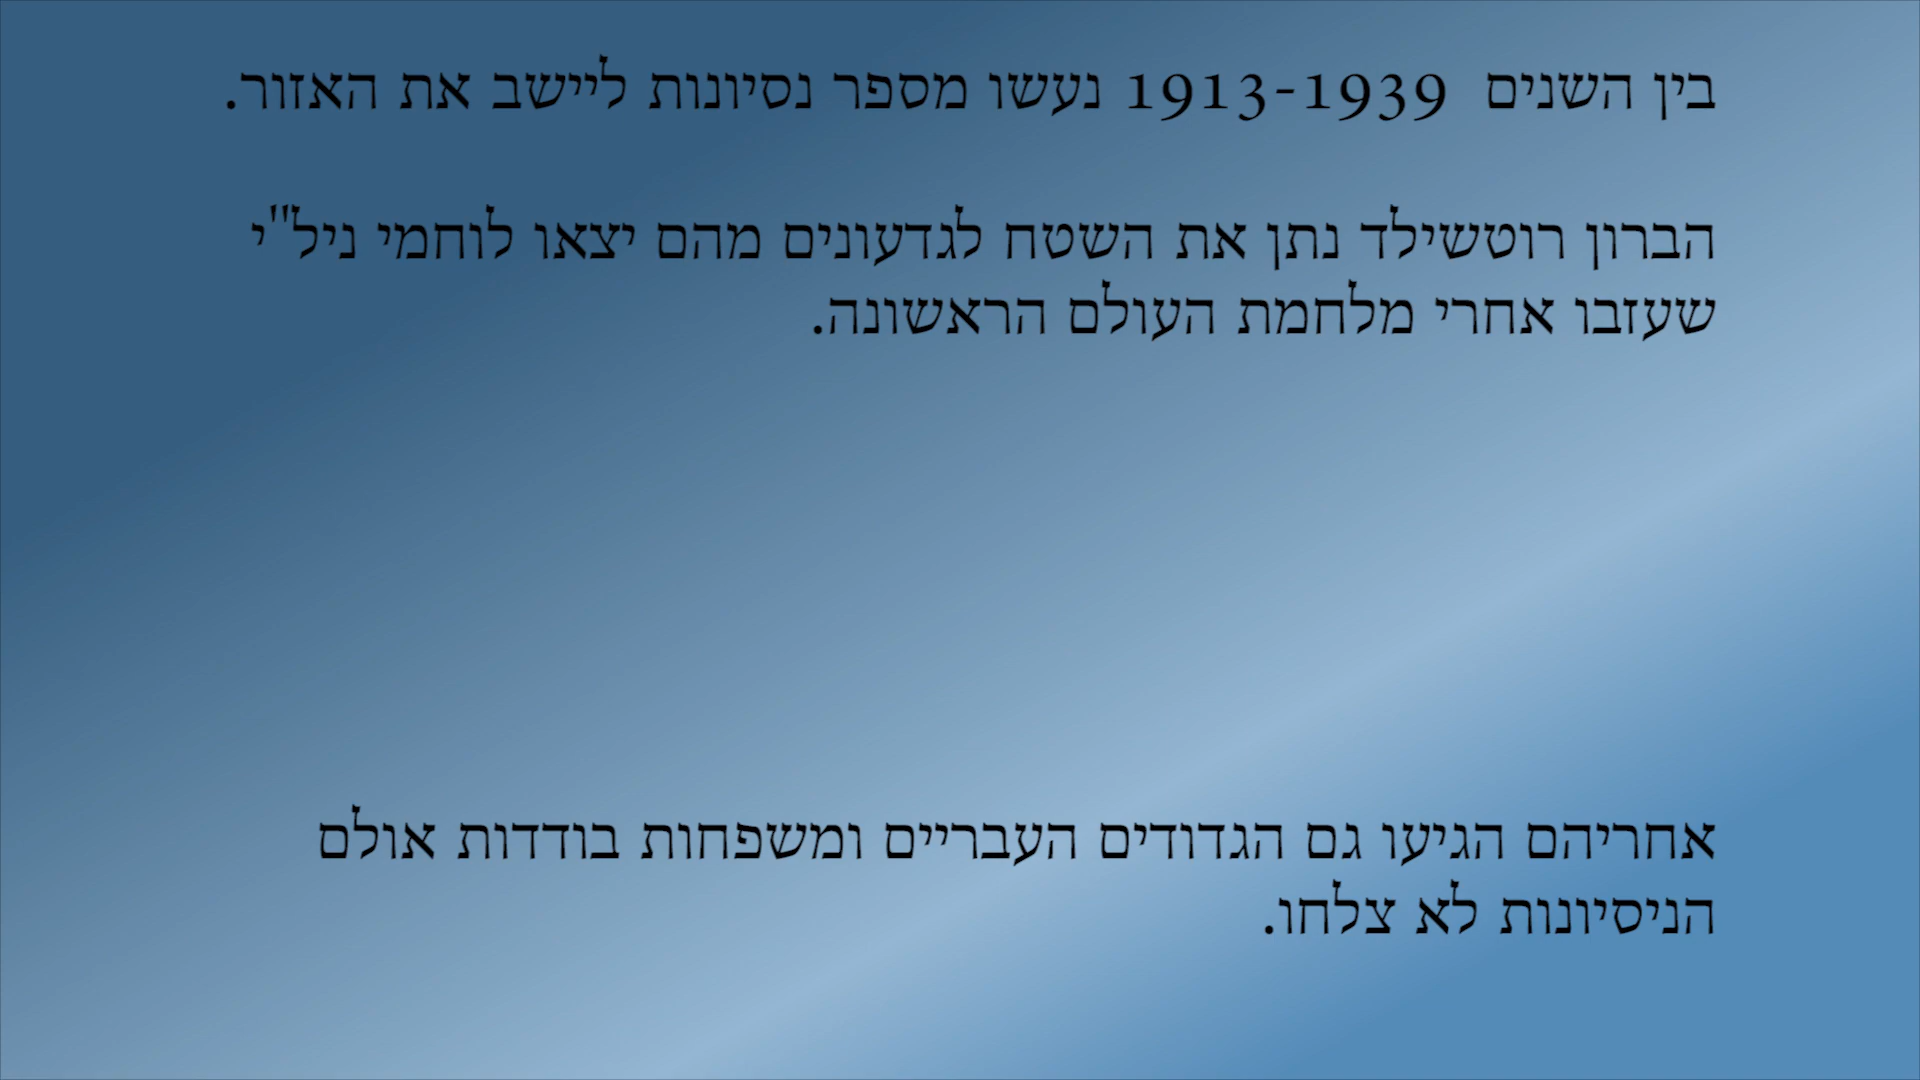 בין השנים 1913-1939 נעשו מספר נסיונות ליישב את האזור.
הברון רוטשילד נתן את השטח לגדעונים מהם יצאו לוחמי ניל"י
שעזבו אחרי מלחמת העולם הראשונה.
אחריהם הגיעו גם הגדודים העבריים ומשפחות בודדות אולם
הניסיונות לא צלחו.